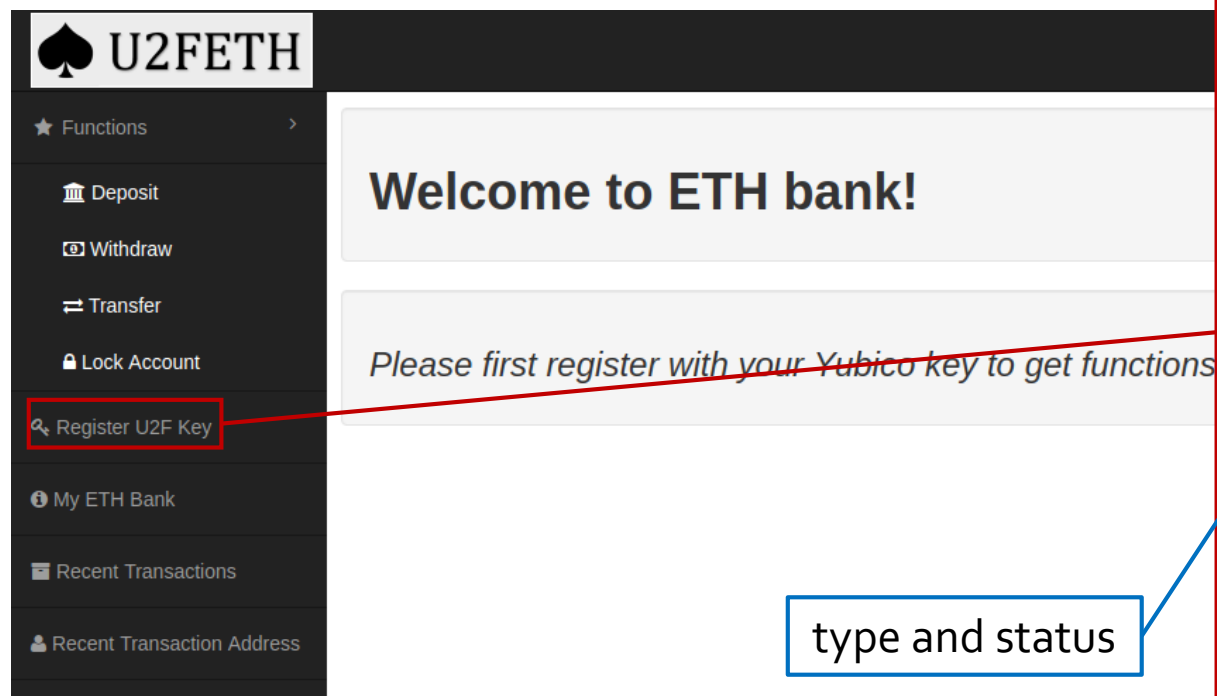 U2FETH
Functions
Deposit
Withdraw
Transfer
Lock Account
Register U2F Key
My ETH Bank
Recent Transactions
Recent Transaction Address
Welcome to ETH bank!
Please first register with your Yubico key to get functions
type and status